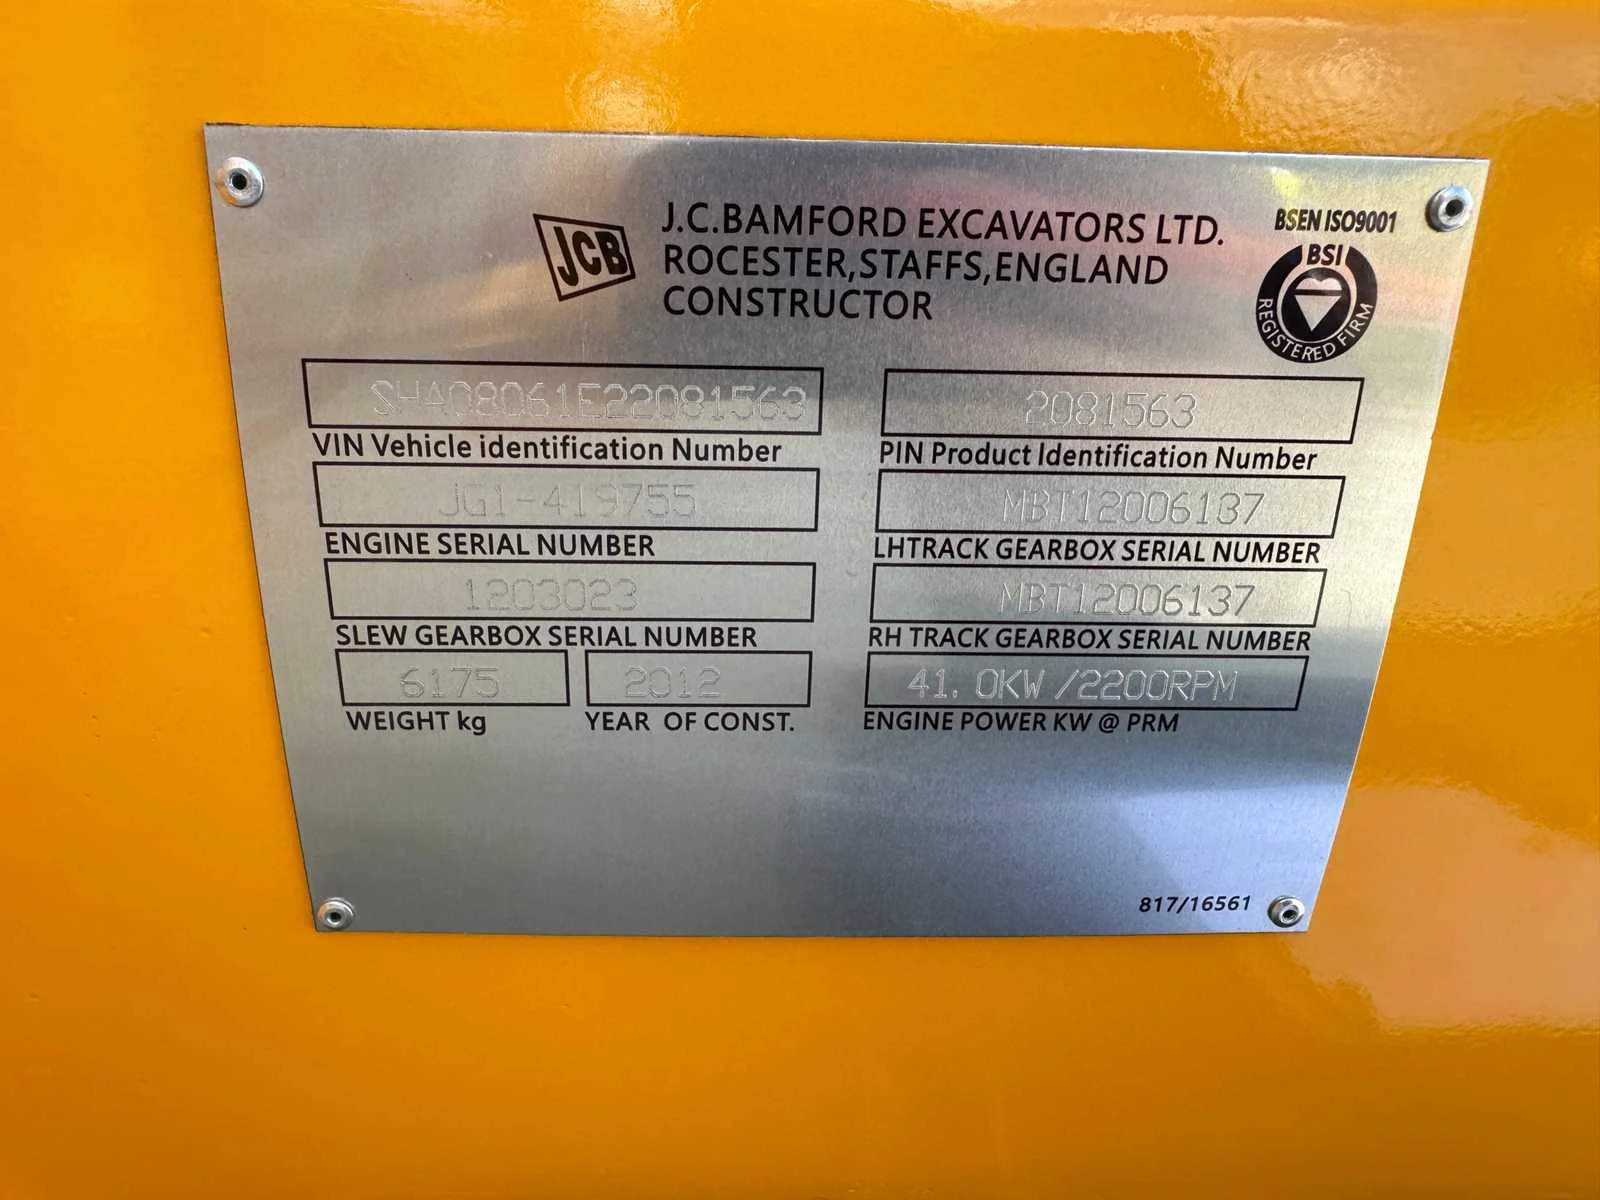 JCB
J.C.BAMFORD EXCAVATORS LTD.
ROCESTER,STAFFS,ENGLAND
CONSTRUCTOR
BSEN ISO9001
BSI
REGISTERED FIRM
SHA08061E22081563
VIN Vehicle identification Number
2081563
PIN Product Identification Number
JG1-419755
ENGINE SERIAL NUMBER
MBT12006137
LHTRACK GEARBOX SERIAL NUMBER
1203023
SLEW GEARBOX SERIAL NUMBER
MBT12006137
RH TRACK GEARBOX SERIAL NUMBER
6175
WEIGHT kg
2012
YEAR OF CONST.
41.0KW/2200RPM
ENGINE POWER KW @ PRM
817/16561